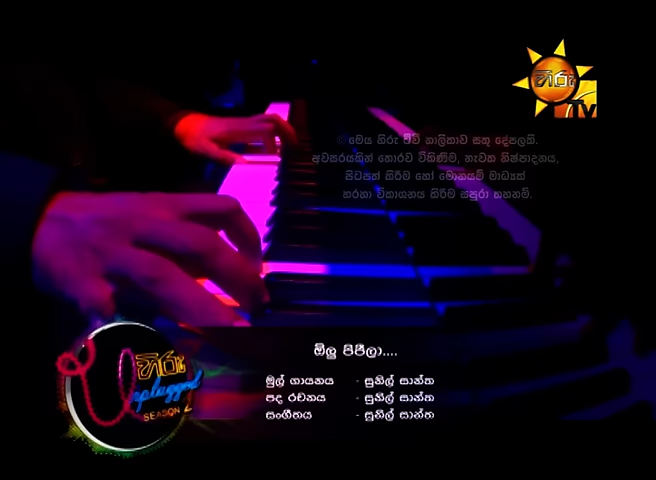 හිරු
TV
© මෙය හිරු ටීවී නාලිකාව සතු දේපලකි.
අවසරයකින් තොරව විකිණීම, නැවත නිෂ්පාදනය,
පිටපත් කිරීම හෝ මොනයම් මාධ්‍යක්
හරහා විකාශනය කිරීම සපුරා තහනම්.
ඕලු පිපීලා....
මුල් ගායනය - සුනිල් සාන්ත
පද රචනය - සුනිල් සාන්ත
සංගීතය - සුනිල් සාන්ත
හිරු
Unplugged
SEASON 2